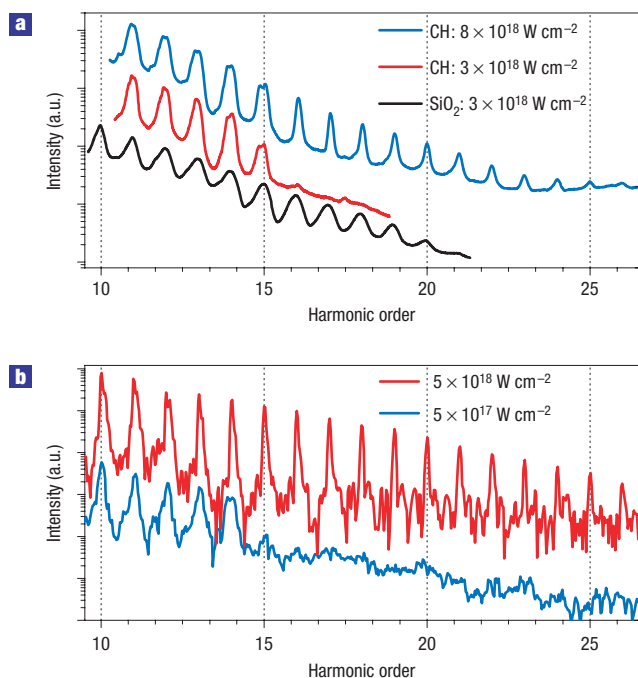 a
CH: 8 × 10¹⁸ W cm⁻²
CH: 3 × 10¹⁸ W cm⁻²
SiO₂: 3 × 10¹⁸ W cm⁻²
Intensity (a.u.)
10 15 20 25
Harmonic order
b
5 × 10¹⁸ W cm⁻²
5 × 10¹⁷ W cm⁻²
Intensity (a.u.)
10 15 20 25
Harmonic order